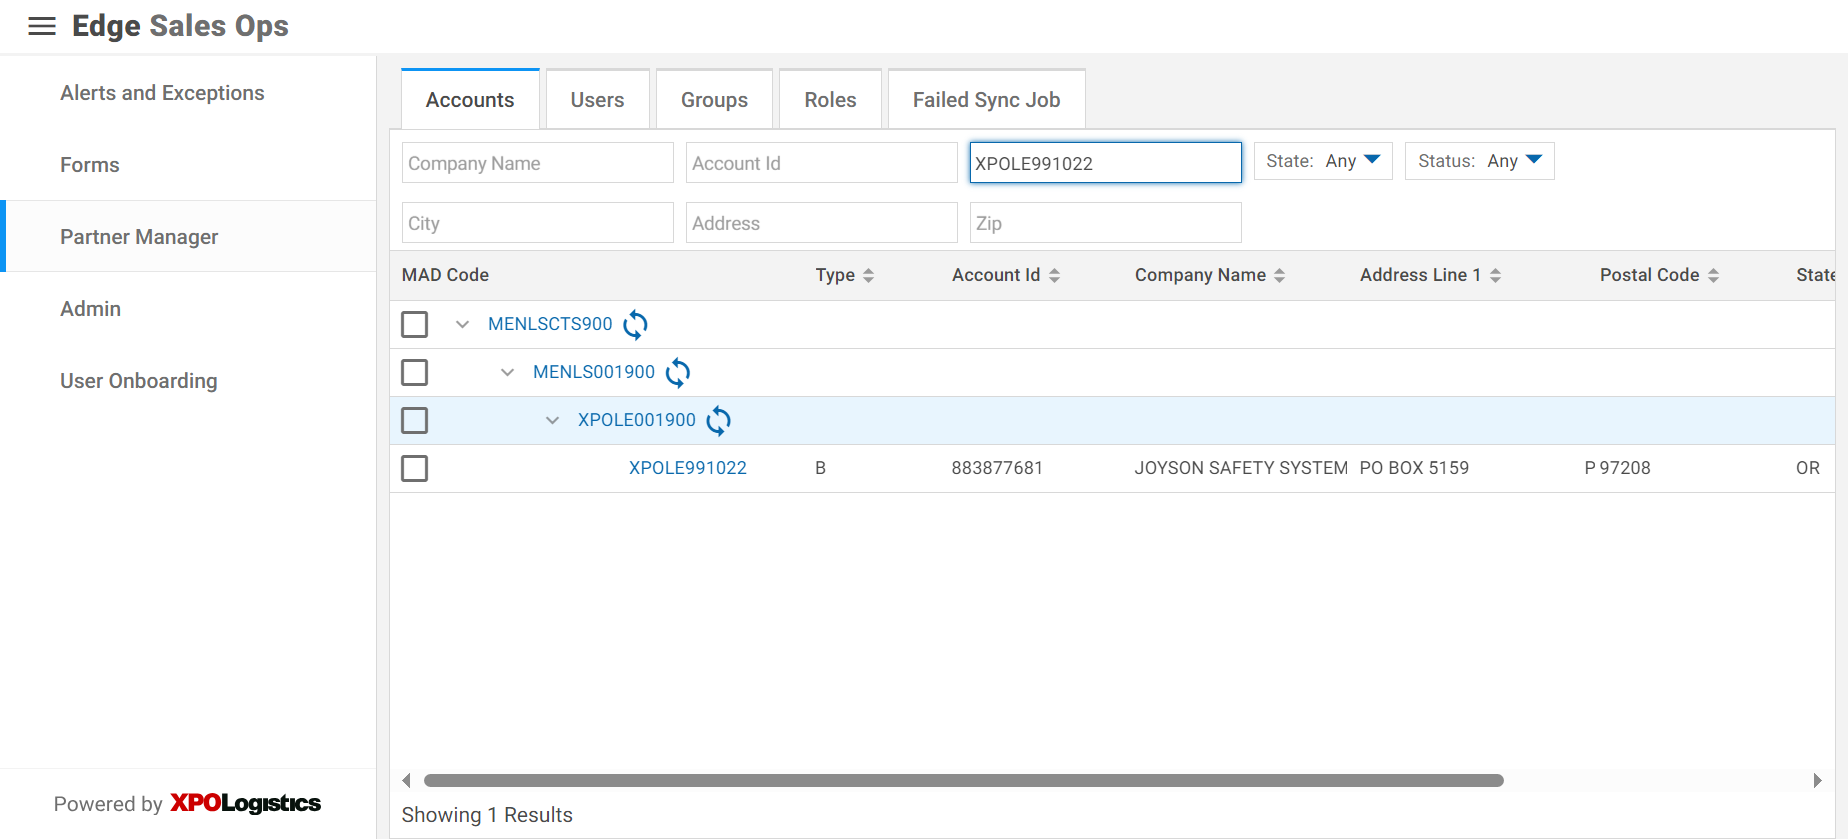 Edge Sales Ops
Alerts and Exceptions
Forms
Partner Manager
Admin
User Onboarding
Powered by XPOLogistics
Accounts Users Groups Roles Failed Sync Job
Company Name Account Id XPOLE991022 State: Any Status: Any
City Address Zip
MAD Code Type Account Id Company Name Address Line 1 Postal Code State
MENLSCTS900
MENLS001900
XPOLE001900
XPOLE991022 B 883877681 JOYSON SAFETY SYSTEM PO BOX 5159 P 97208 OR
Showing 1 Results